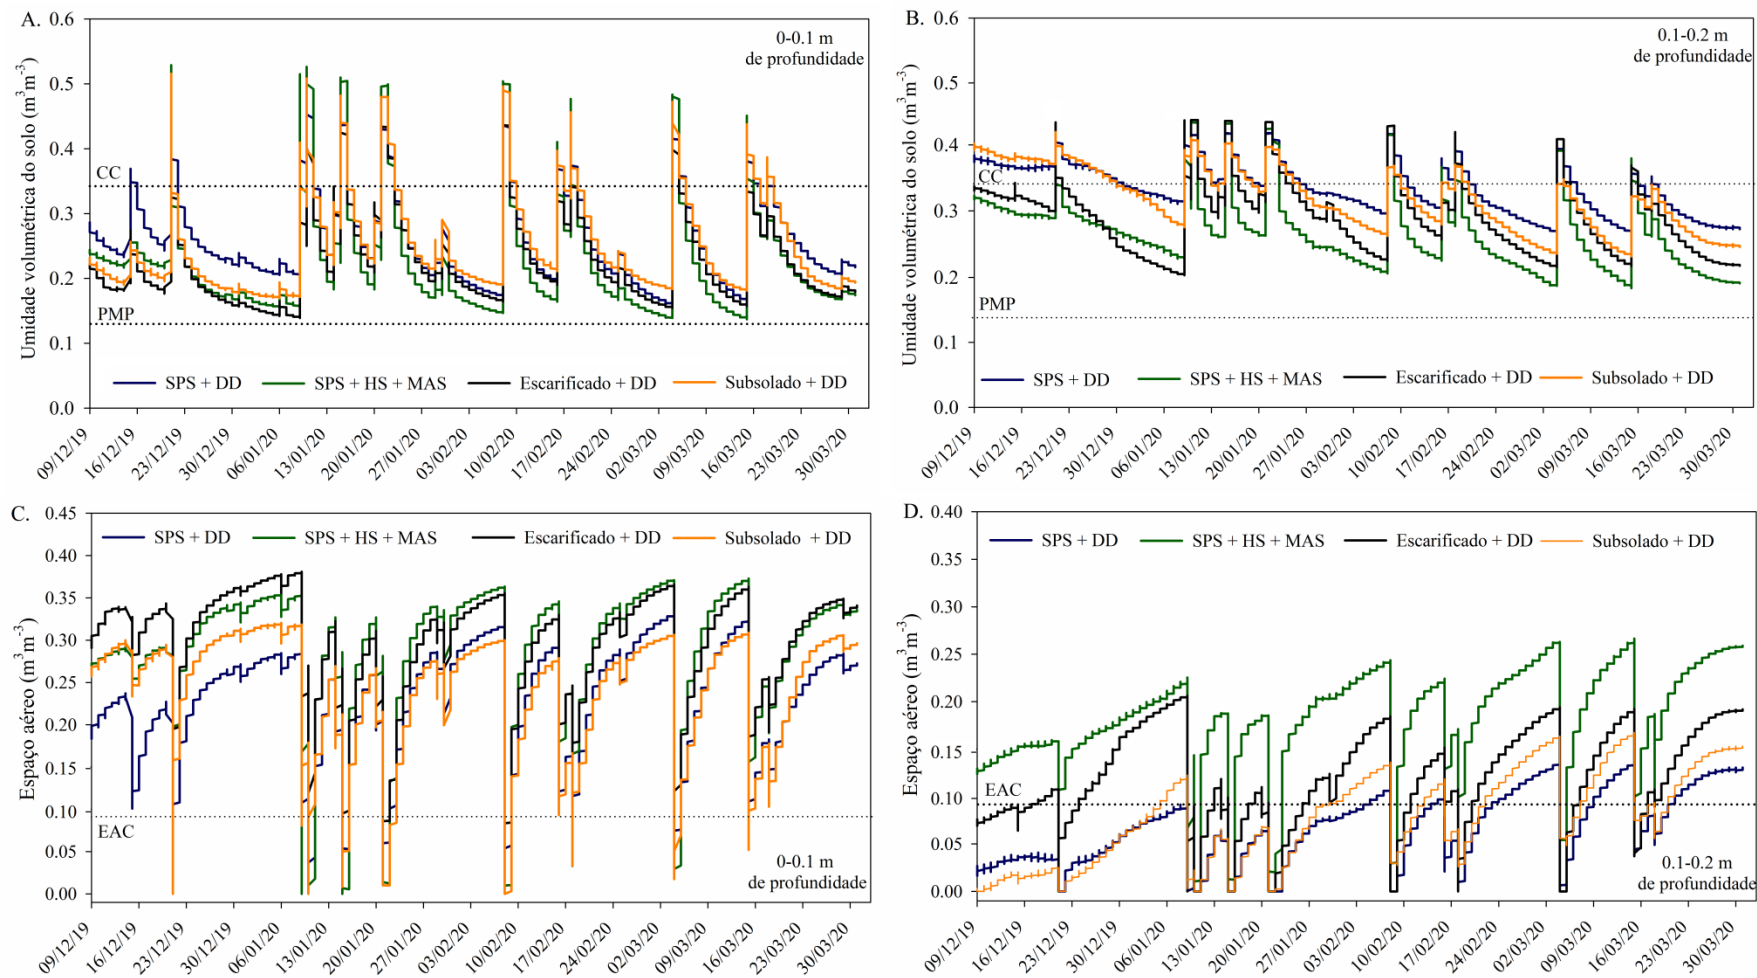 A.
Umidade volumétrica do solo (m³m⁻³)
0.6
0.5
0.4
0.3
0.2
0.1
0.0
0-0.1 m
de profundidade
CC
PMP
SPS + DD
SPS + HS + MAS
Escarificado + DD
Subsolado + DD
09/12/19
16/12/19
23/12/19
30/12/19
06/01/20
13/01/20
20/01/20
27/01/20
03/02/20
10/02/20
17/02/20
24/02/20
02/03/20
09/03/20
16/03/20
23/03/20
30/03/20
B.
Umidade volumétrica do solo (m³m⁻³)
0.6
0.5
0.4
0.3
0.2
0.1
0.0
0.1-0.2 m
de profundidade
CC
PMP
SPS + DD
SPS + HS + MAS
Escarificado + DD
Subsolado + DD
09/12/19
16/12/19
23/12/19
30/12/19
06/01/20
13/01/20
20/01/20
27/01/20
03/02/20
10/02/20
17/02/20
24/02/20
02/03/20
09/03/20
16/03/20
23/03/20
30/03/20
C.
Espaço aéreo (m³m⁻³)
0.45
0.40
0.35
0.30
0.25
0.20
0.15
0.10
0.05
0.00
SPS + DD
SPS + HS + MAS
Escarificado + DD
Subsolado + DD
EAC
0-0.1 m
de profundidade
09/12/19
16/12/19
23/12/19
30/12/19
06/01/20
13/01/20
20/01/20
27/01/20
03/02/20
10/02/20
17/02/20
24/02/20
02/03/20
09/03/20
16/03/20
23/03/20
30/03/20
D.
Espaço aéreo (m³m⁻³)
0.40
0.35
0.30
0.25
0.20
0.15
0.10
0.05
0.00
SPS + DD
SPS + HS + MAS
Escarificado + DD
Subsolado + DD
EAC
0.1-0.2 m
de profundidade
09/12/19
16/12/19
23/12/19
30/12/19
06/01/20
13/01/20
20/01/20
27/01/20
03/02/20
10/02/20
17/02/20
24/02/20
02/03/20
09/03/20
16/03/20
23/03/20
30/03/20